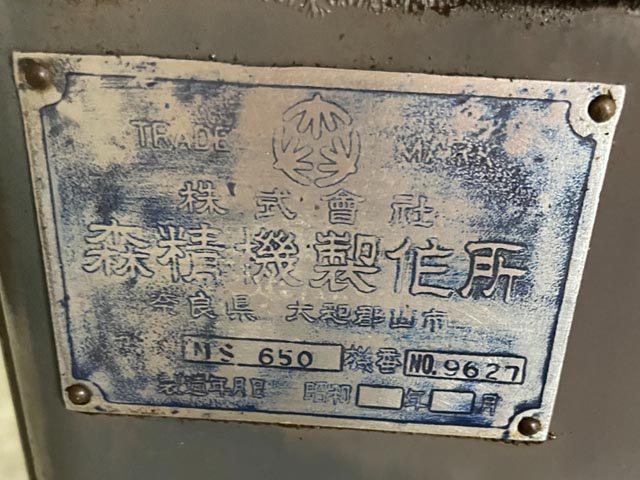 TRADE MARK
株式會社
森精機製作所
奈良県 大和郡山市
MS 650 機番 NO. 9627
製造年月日 昭和 年 月